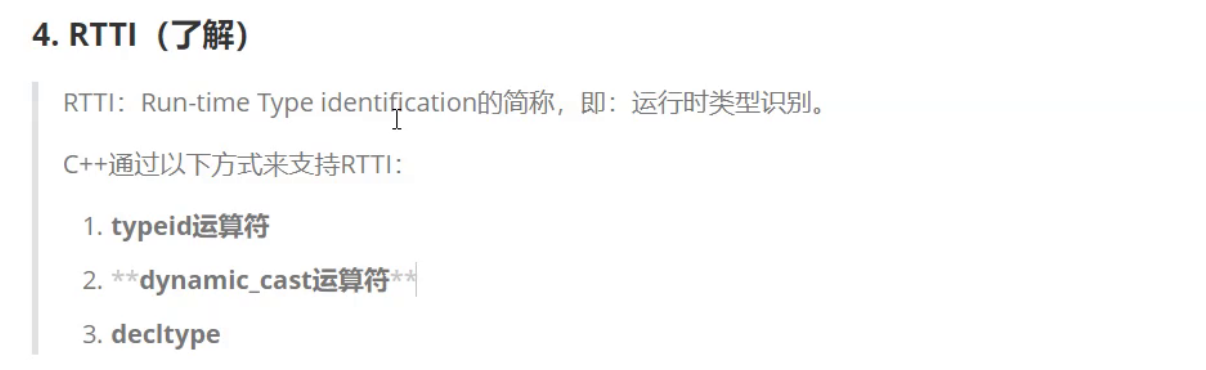 4. RTTI（了解）
RTTI：Run-time Type identification的简称，即：运行时类型识别。
C++通过以下方式来支持RTTI：
1. typeid运算符
2. **dynamic_cast运算符**
3. decltype